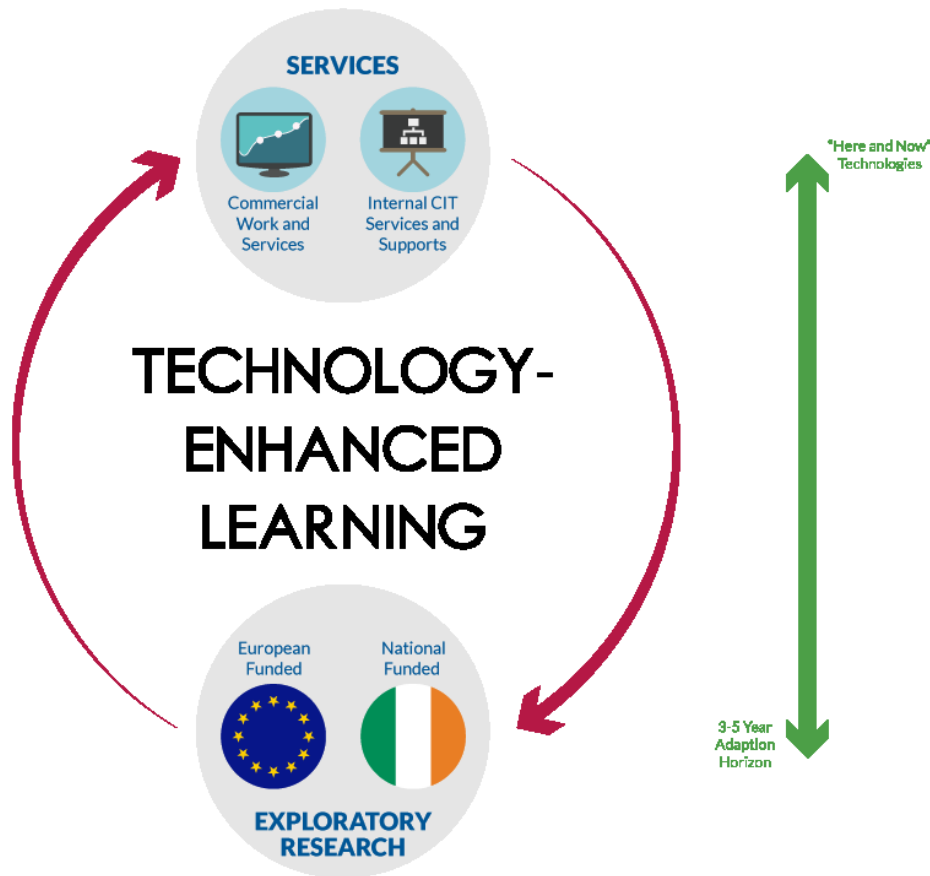 SERVICES
Commercial
Work and
Services
Internal CIT
Services and
Supports
"Here and Now"
Technologies
TECHNOLOGY-
ENHANCED
LEARNING
European
Funded
National
Funded
EXPLORATORY
RESEARCH
3-5 Year
Adaption
Horizon